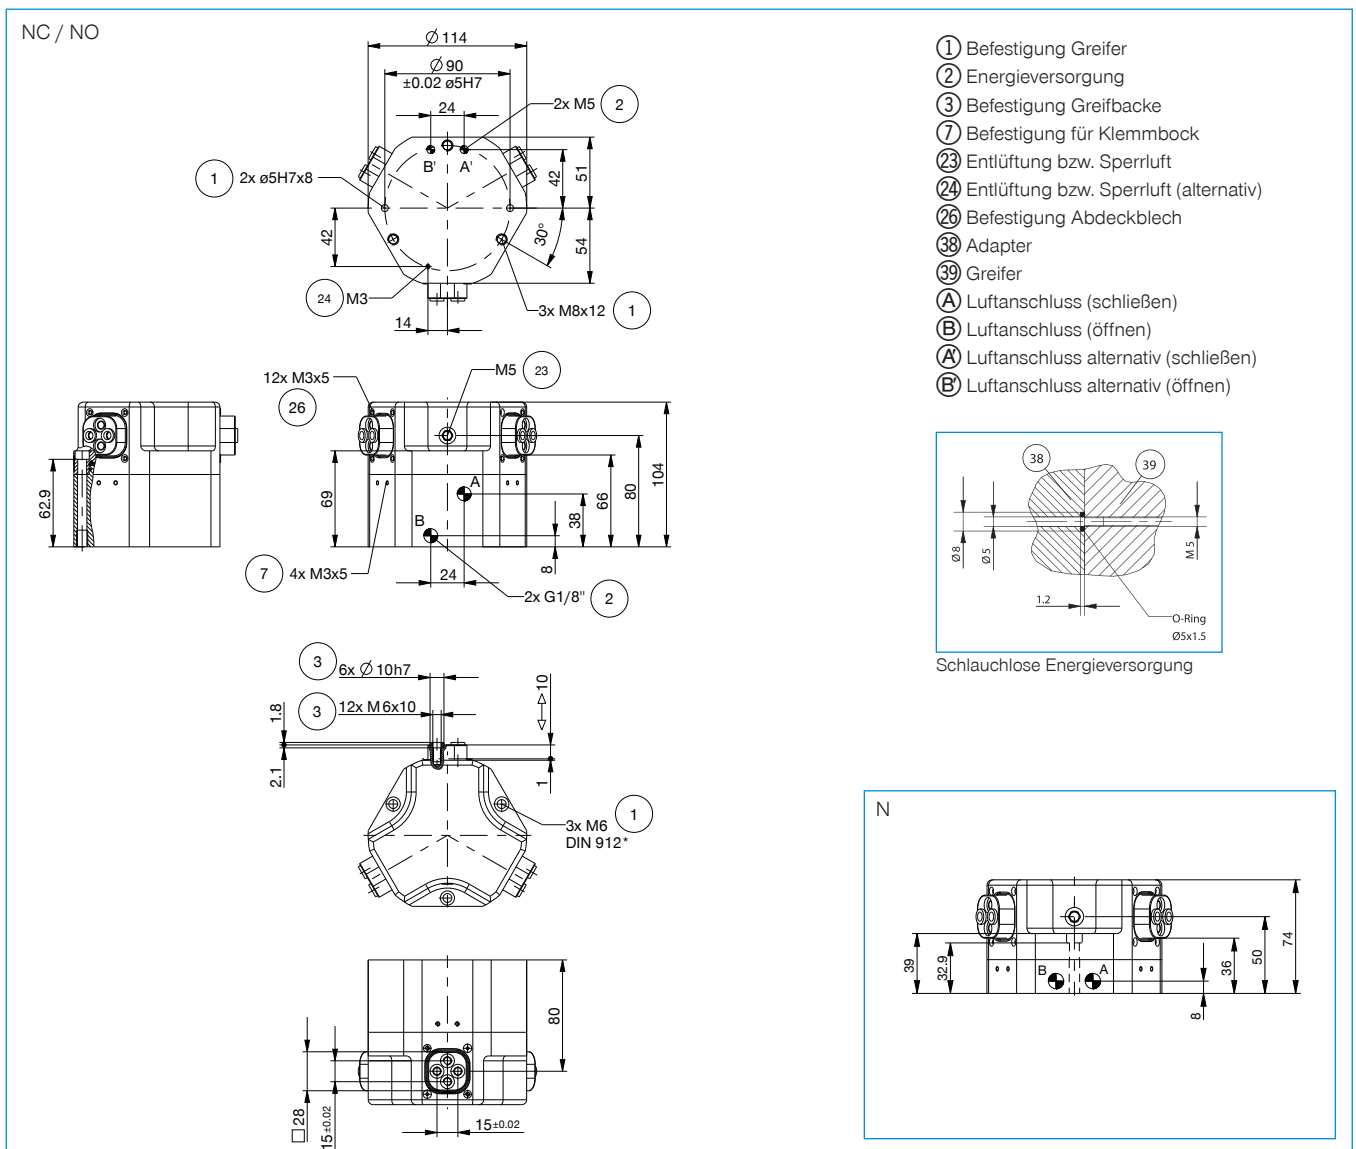 NC / NO
Ø 114
Ø 90
±0.02 ø5H7
24
2x M5 2
B' A'
1 2x ø5H7x8
42
51
42
30°
54
24 M3
14
3x M8x12 1
12x M3x5
26
M5 23
62.9
69
A
B
38
66
80
104
8
7 4x M3x5
24
2x G1/8" 2
3 6x Ø 10h7
3 12x M6x10
1.8
2.1
10
1
3x M6 1
DIN 912*
80
□28
15±0.02
15±0.02
1 Befestigung Greifer
2 Energieversorgung
3 Befestigung Greifbacke
7 Befestigung für Klemmbock
23 Entlüftung bzw. Sperrluft
24 Entlüftung bzw. Sperrluft (alternativ)
26 Befestigung Abdeckblech
38 Adapter
39 Greifer
A Luftanschluss (schließen)
B Luftanschluss (öffnen)
A' Luftanschluss alternativ (schließen)
B' Luftanschluss alternativ (öffnen)
38
39
Ø8
Ø5
M5
1.2
O-Ring
Ø5x1.5
Schlauchlose Energieversorgung
N
39
32.9
B A
36
50
74
8